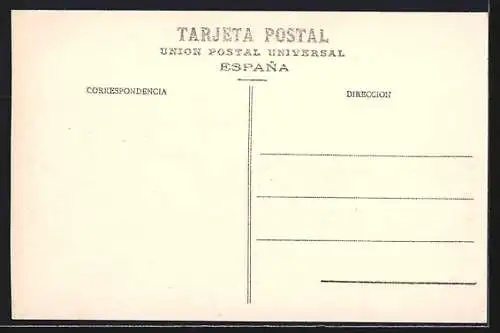 TARJETA POSTAL
UNION POSTAL UNIVERSAL
ESPAÑA
CORRESPONDENCIA
DIRECCION